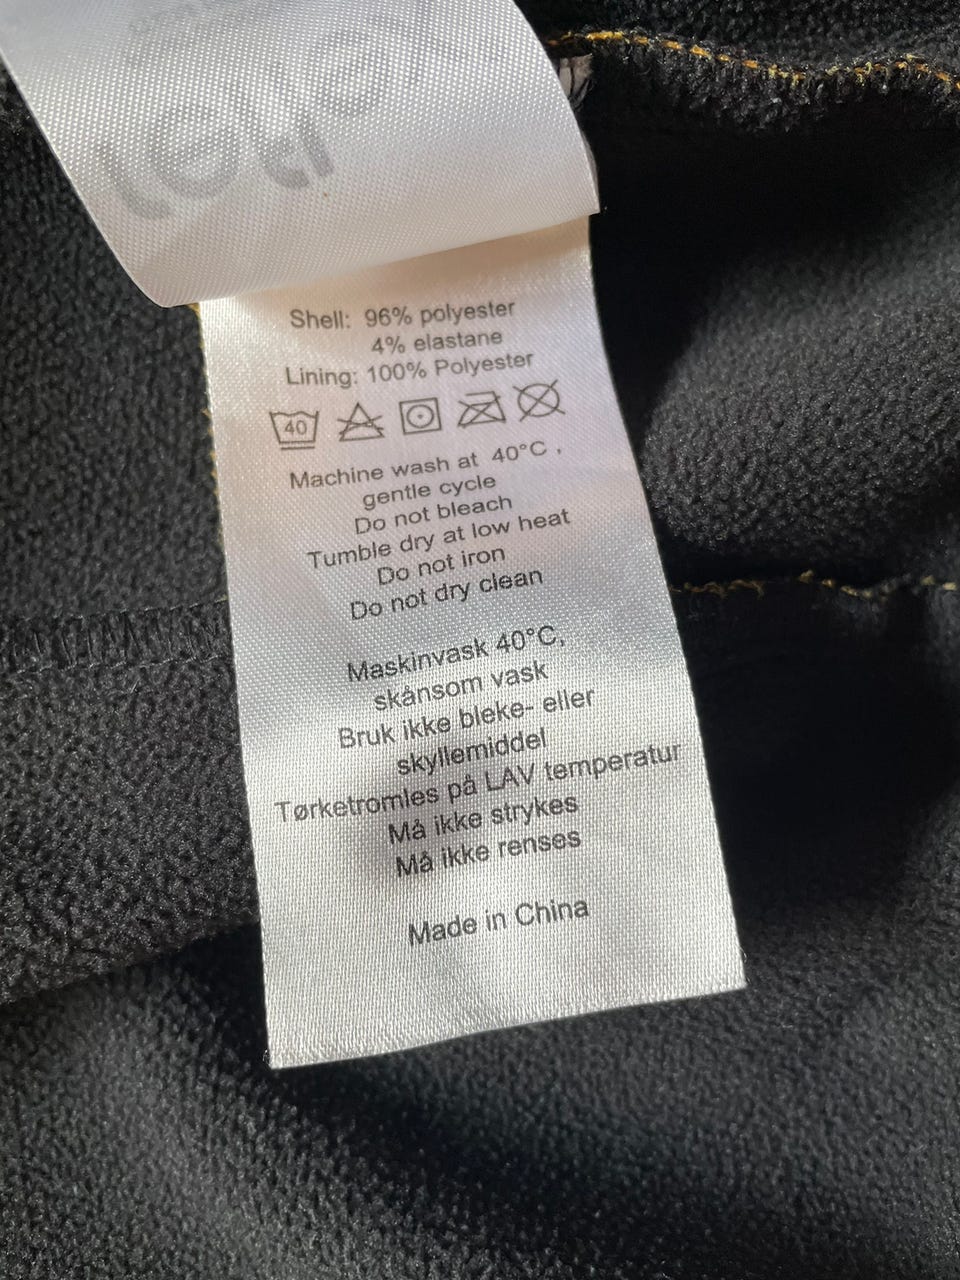 Shell: 96% polyester
4% elastane
Lining: 100% Polyester
40
Machine wash at 40°C ,
gentle cycle
Do not bleach
Tumble dry at low heat
Do not iron
Do not dry clean
Maskinvask 40°C,
skånsom vask
Bruk ikke bleke- eller
skyllemiddel
Tørketromles på LAV temperatur
Må ikke strykes
Må ikke renses
Made in China